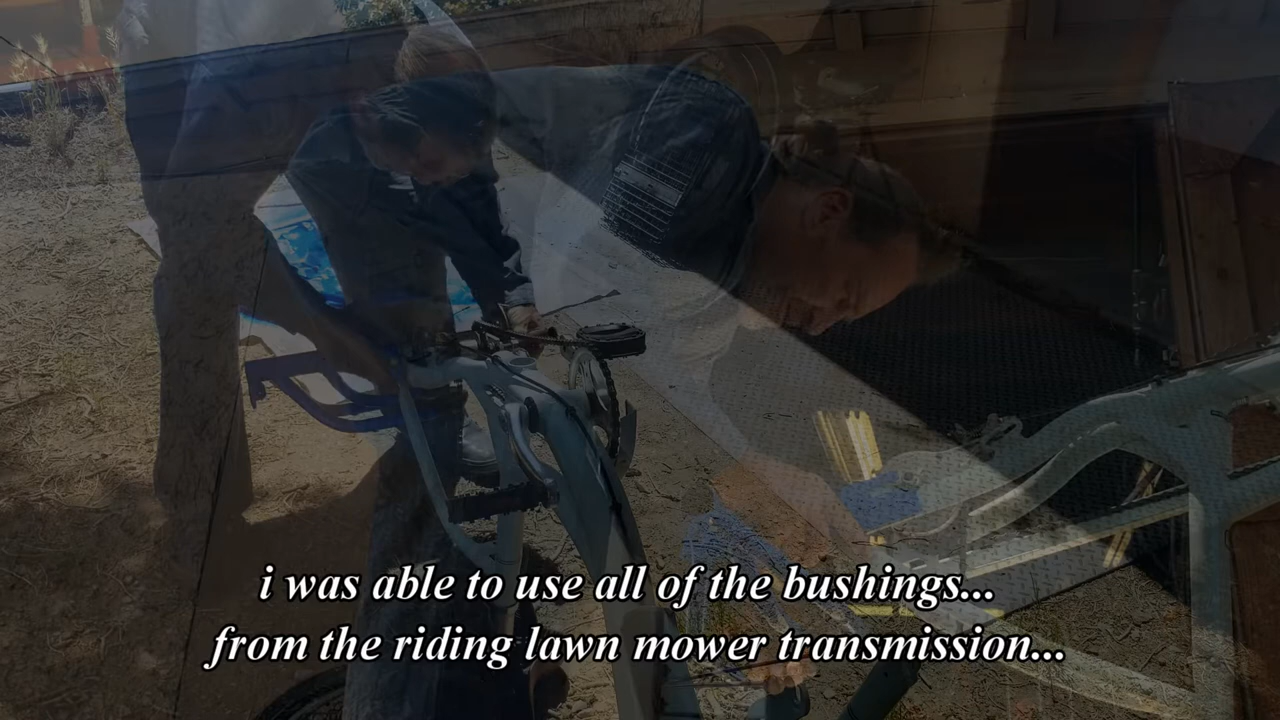 i was able to use all of the bushings...
from the riding lawn mower transmission...